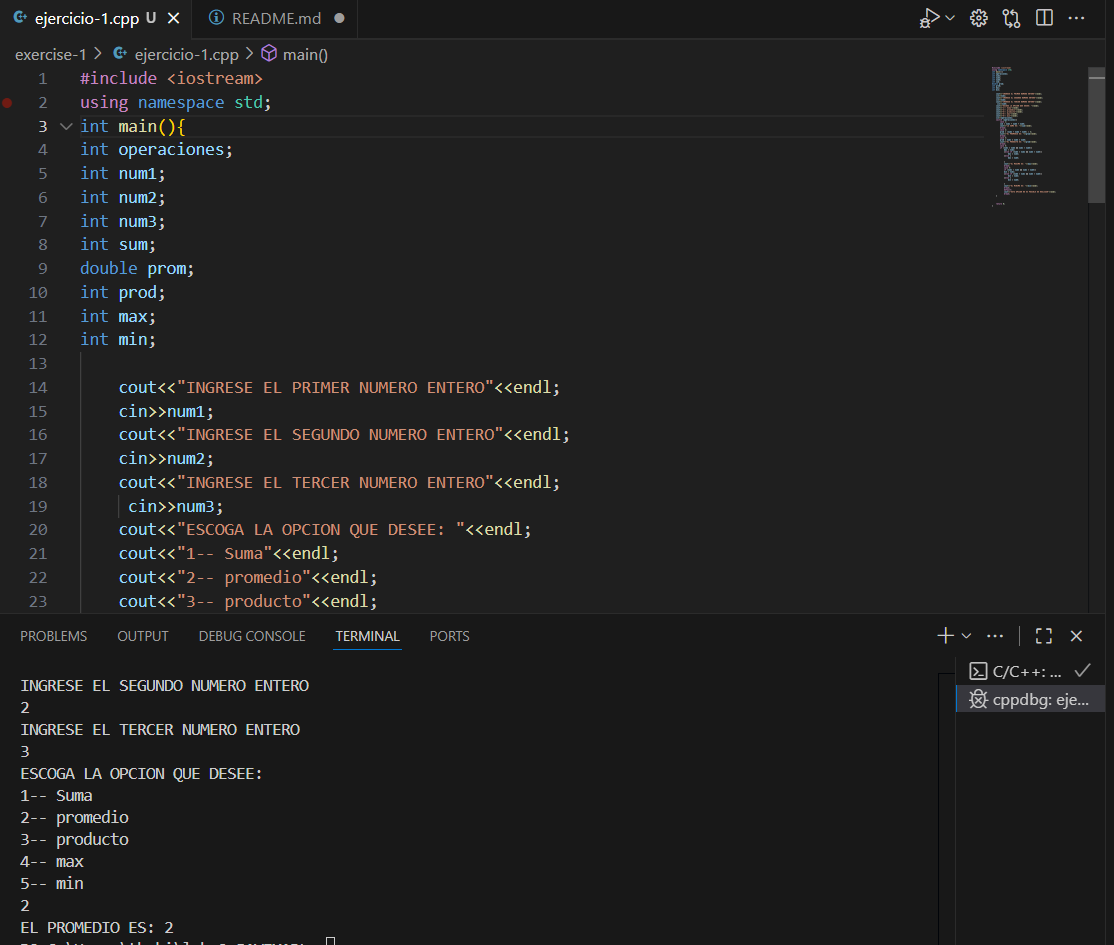 ejercicio-1.cpp U
README.md
exercise-1 > ejercicio-1.cpp > main()
1 #include <iostream>
2 using namespace std;
3 int main(){
4 int operaciones;
5 int num1;
6 int num2;
7 int num3;
8 int sum;
9 double prom;
10 int prod;
11 int max;
12 int min;
13
14 cout<<"INGRESE EL PRIMER NUMERO ENTERO"<<endl;
15 cin>>num1;
16 cout<<"INGRESE EL SEGUNDO NUMERO ENTERO"<<endl;
17 cin>>num2;
18 cout<<"INGRESE EL TERCER NUMERO ENTERO"<<endl;
19 cin>>num3;
20 cout<<"ESCOGA LA OPCION QUE DESEE: "<<endl;
21 cout<<"1-- Suma"<<endl;
22 cout<<"2-- promedio"<<endl;
23 cout<<"3-- producto"<<endl;
PROBLEMS OUTPUT DEBUG CONSOLE TERMINAL PORTS
INGRESE EL SEGUNDO NUMERO ENTERO
2
INGRESE EL TERCER NUMERO ENTERO
3
ESCOGA LA OPCION QUE DESEE:
1-- Suma
2-- promedio
3-- producto
4-- max
5-- min
2
EL PROMEDIO ES: 2
C/C++: ...
cppdbg: eje...